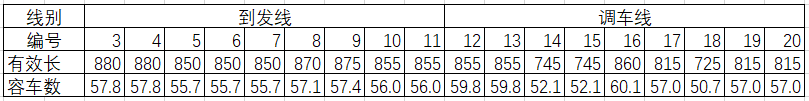 线别 到发线 调车线
编号 3 4 5 6 7 8 9 10 11 12 13 14 15 16 17 18 19 20
有效长 880 880 850 850 850 870 875 855 855 855 855 745 745 860 815 725 815 815
容车数 57.8 57.8 55.7 55.7 55.7 57.1 57.4 56.0 56.0 59.8 59.8 52.1 52.1 60.1 57.0 50.7 57.0 57.0